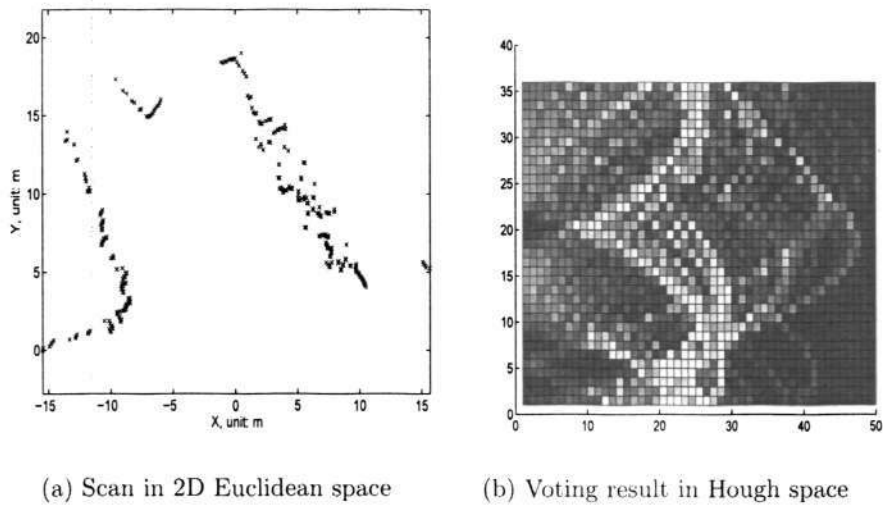 20
15
10
5
0
Y, unit: m
−15 −10 −5 0 5 10 15
X, unit: m
40
35
30
25
20
15
10
5
0
0 10 20 30 40 50
(a) Scan in 2D Euclidean space
(b) Voting result in Hough space